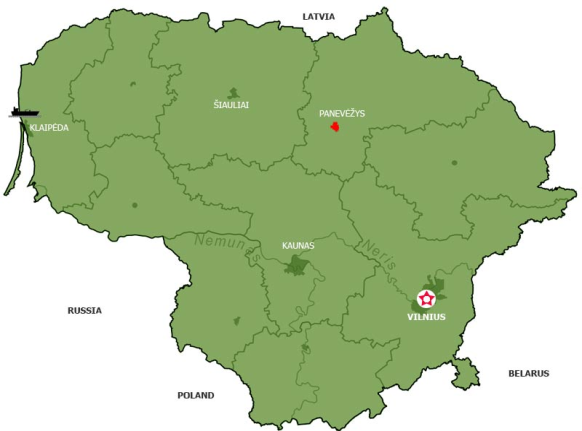 LATVIA
ŠIAULIAI
PANEVĖŽYS
KLAIPĖDA
Nemunas
KAUNAS
Neris
VILNIUS
RUSSIA
BELARUS
POLAND